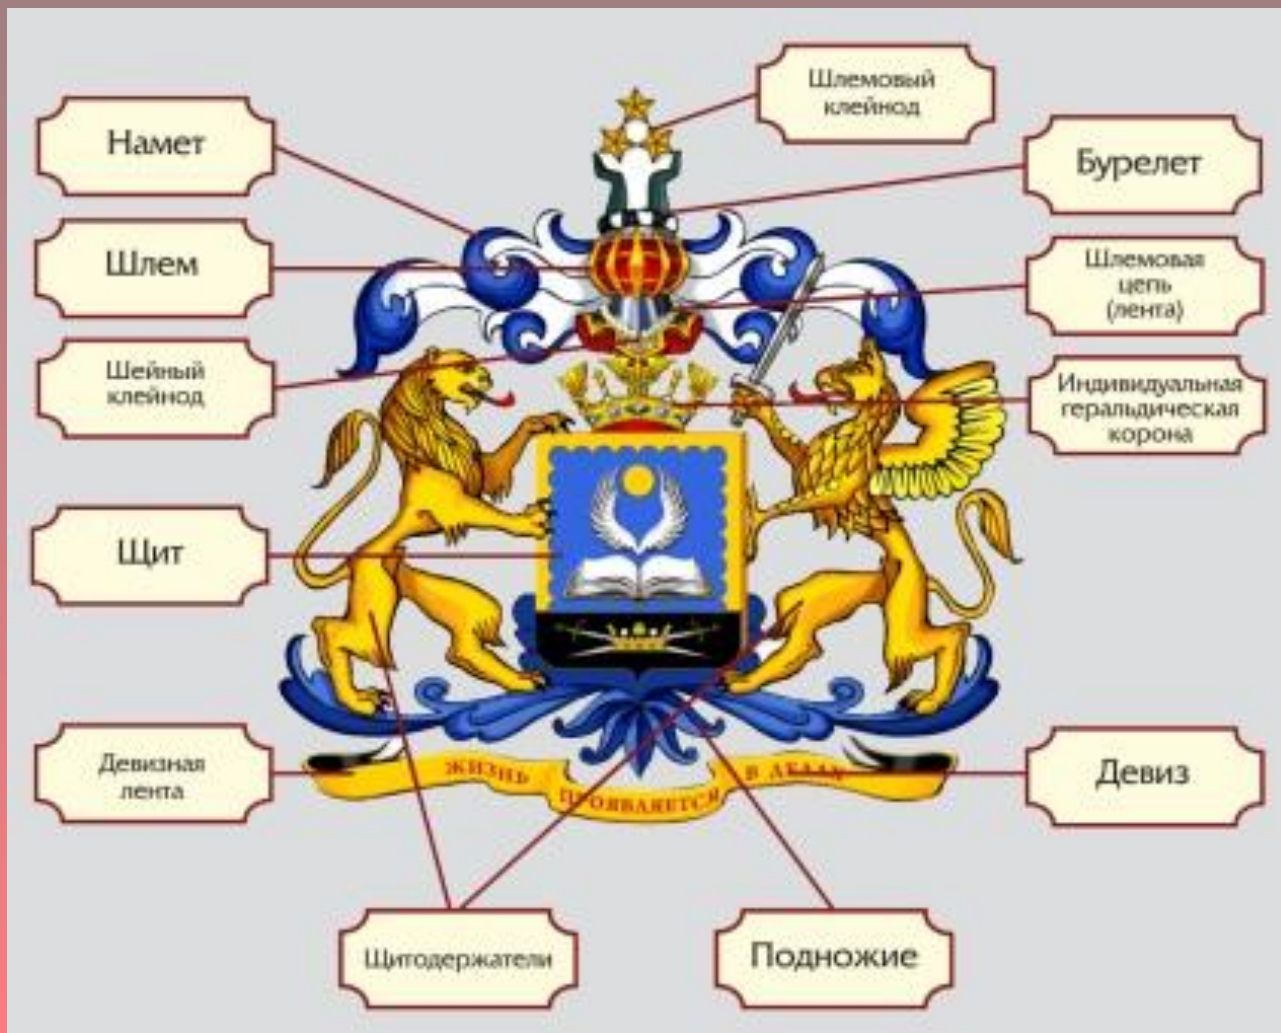 Шлемовый
клейнод
Намет
Бурелет
Шлем
Шлемовая
цепь
(лента)
Шейный
клейнод
Индивидуальная
геральдическая
корона
Щит
Девизная
лента
ЖИЗНЬ
ПРОЯВЛЯЕТСЯ
В ДЕЛАХ
Девиз
Щитодержатели
Подножие